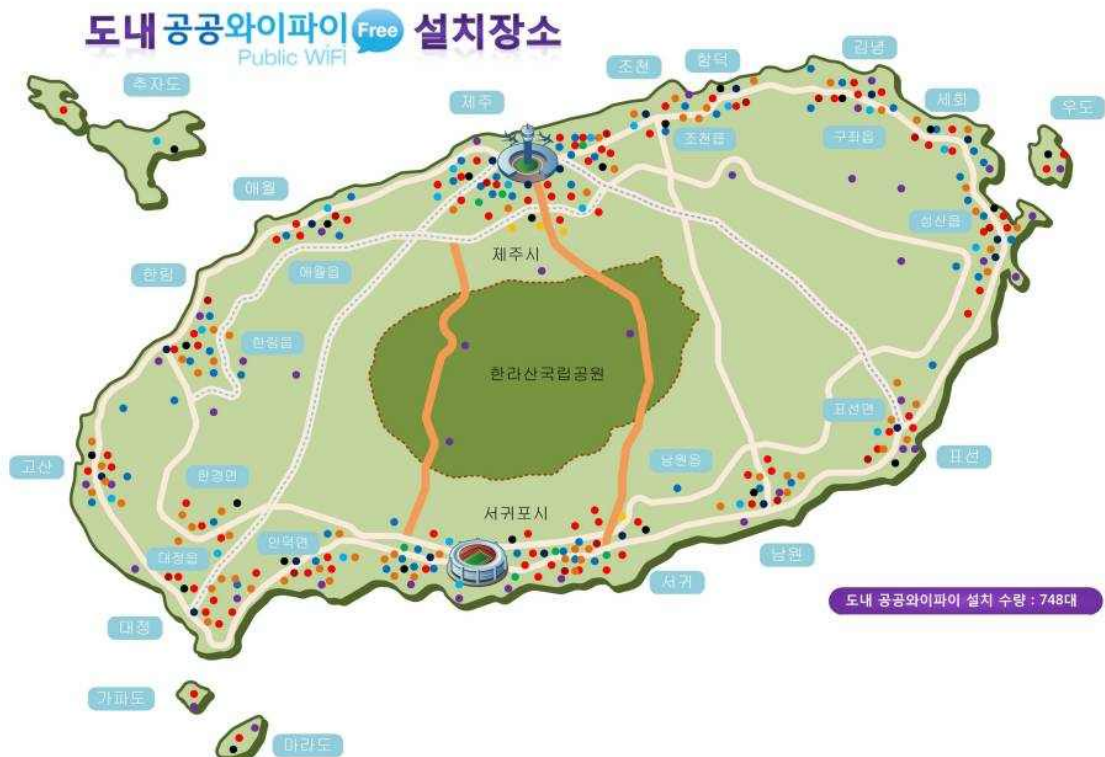 도내 공공와이파이 Free 설치장소
Public WiFi
추자도
제주
조천
함덕
김녕
세화
우도
조천읍
구좌읍
애월
성산읍
제주시
한림
애월읍
한림읍
한라산국립공원
표선면
고산
한경면
남원읍
표선
서귀포시
대정읍
안덕면
남원
서귀
대정
도내 공공와이파이 설치 수량 : 748대
가파도
마라도